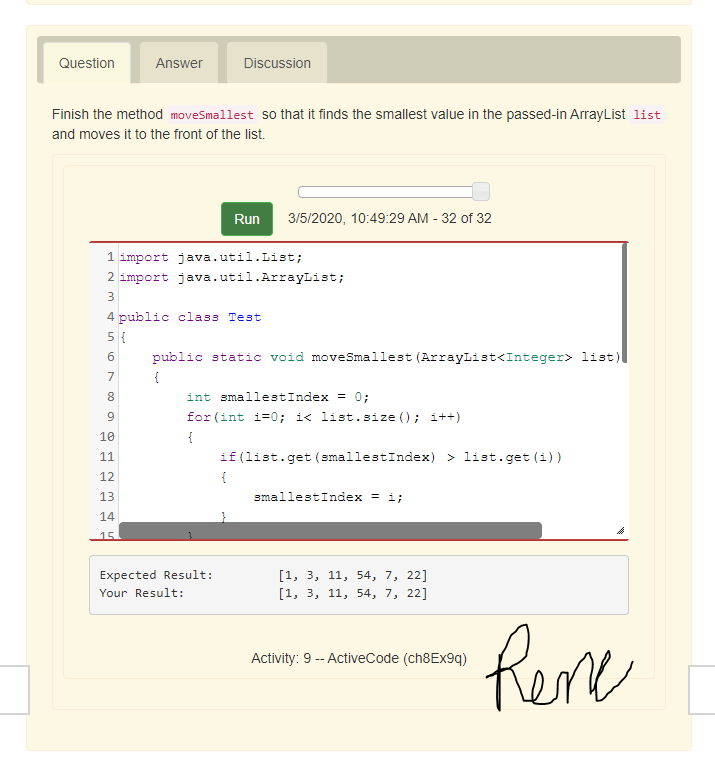 Question Answer Discussion
Finish the method moveSmallest so that it finds the smallest value in the passed-in ArrayList list
and moves it to the front of the list.
Run 3/5/2020, 10:49:29 AM - 32 of 32
1 import java.util.List;
2 import java.util.ArrayList;
3
4 public class Test
5 {
6 public static void moveSmallest(ArrayList<Integer> list)
7 {
8 int smallestIndex = 0;
9 for(int i=0; i< list.size(); i++)
10 {
11 if(list.get(smallestIndex) > list.get(i))
12 {
13 smallestIndex = i;
14 }
15 }
Expected Result: [1, 3, 11, 54, 7, 22]
Your Result: [1, 3, 11, 54, 7, 22]
Activity: 9 -- ActiveCode (ch8Ex9q)
Rene